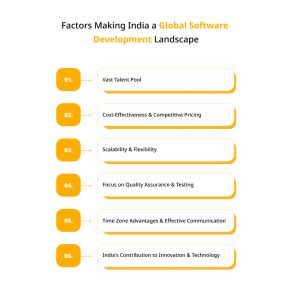 Factors Making India a Global Software
Development Landscape
01. Vast Talent Pool
02. Cost-Effectiveness & Competitive Pricing
03. Scalability & Flexibility
04. Focus on Quality Assurance & Testing
05. Time Zone Advantages & Effective Communication
06. India's Contribution to Innovation & Technology